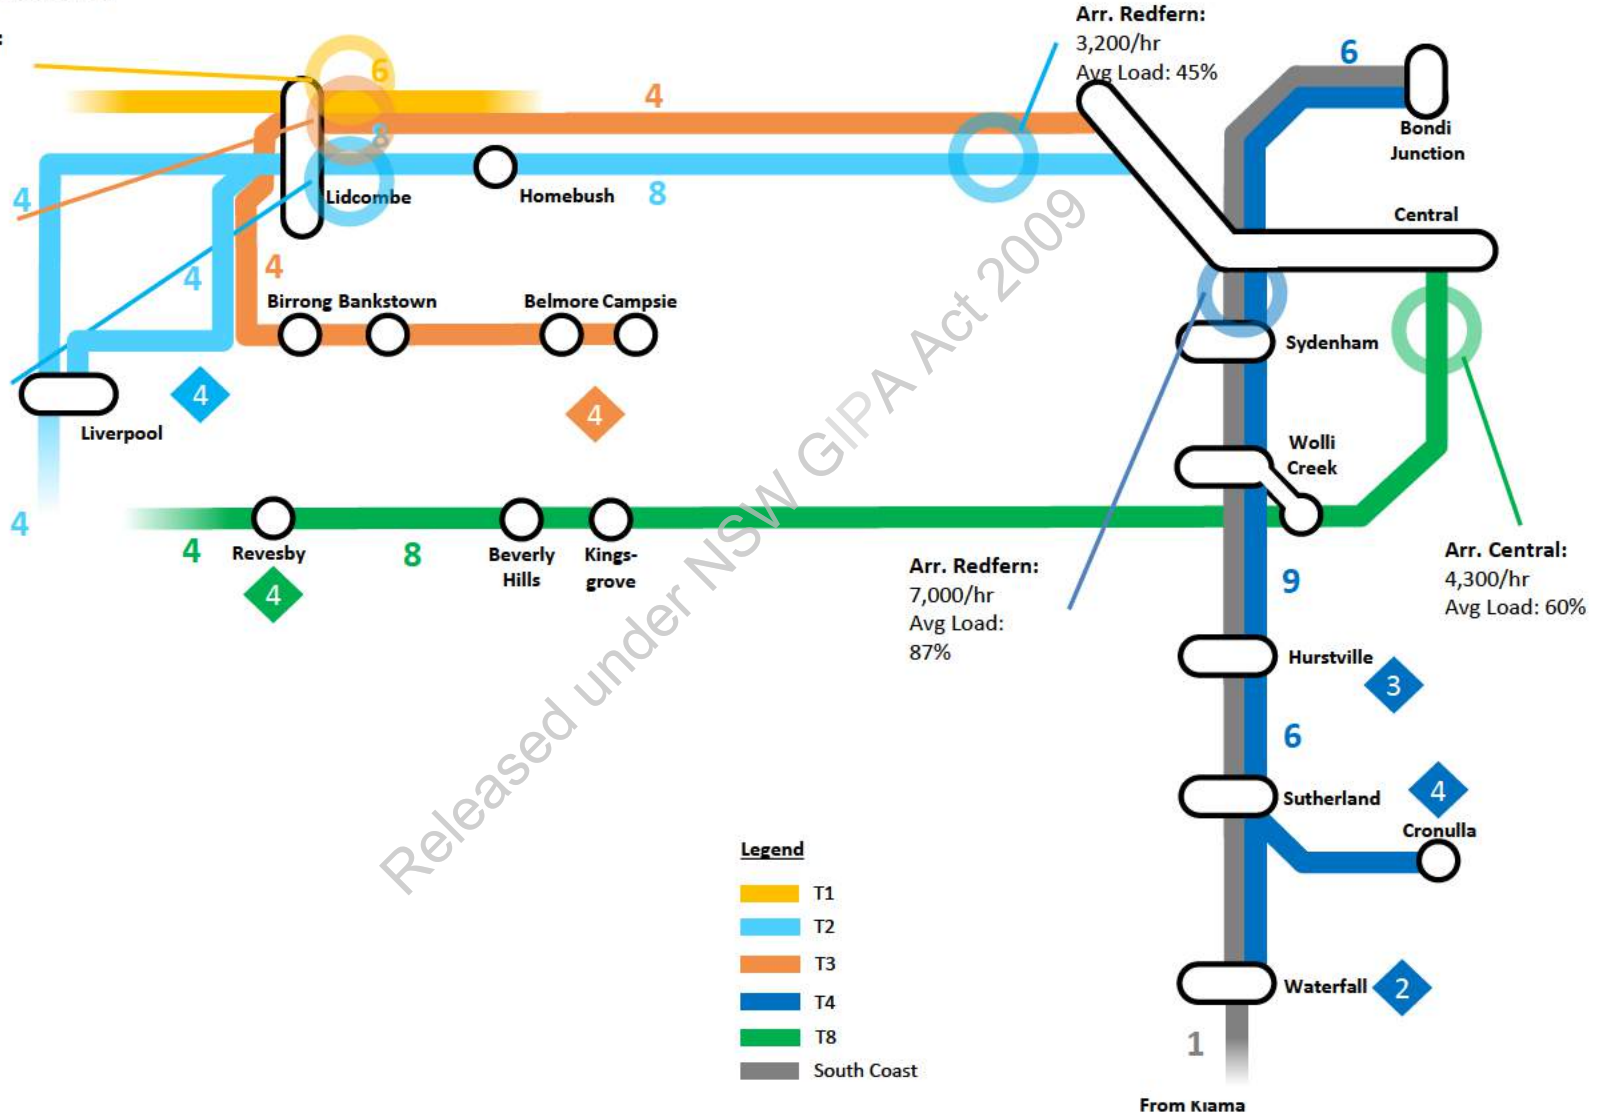 Arr. Redfern:
3,200/hr
Avg Load: 45%
6
6
4
8
Bondi
Junction
4
Lidcombe
Homebush
8
Central
4
4
Birrong Bankstown
Belmore Campsie
Sydenham
4
4
Liverpool
Wolli
Creek
4
4
Revesby
8
Beverly
Hills
Kings-
grove
4
Arr. Redfern:
7,000/hr
Avg Load:
87%
9
Arr. Central:
4,300/hr
Avg Load: 60%
Hurstville
3
6
Sutherland
4
Cronulla
Waterfall
2
1
From Kiama
Legend
T1
T2
T3
T4
T8
South Coast
Released under NSW GIPA Act 2009